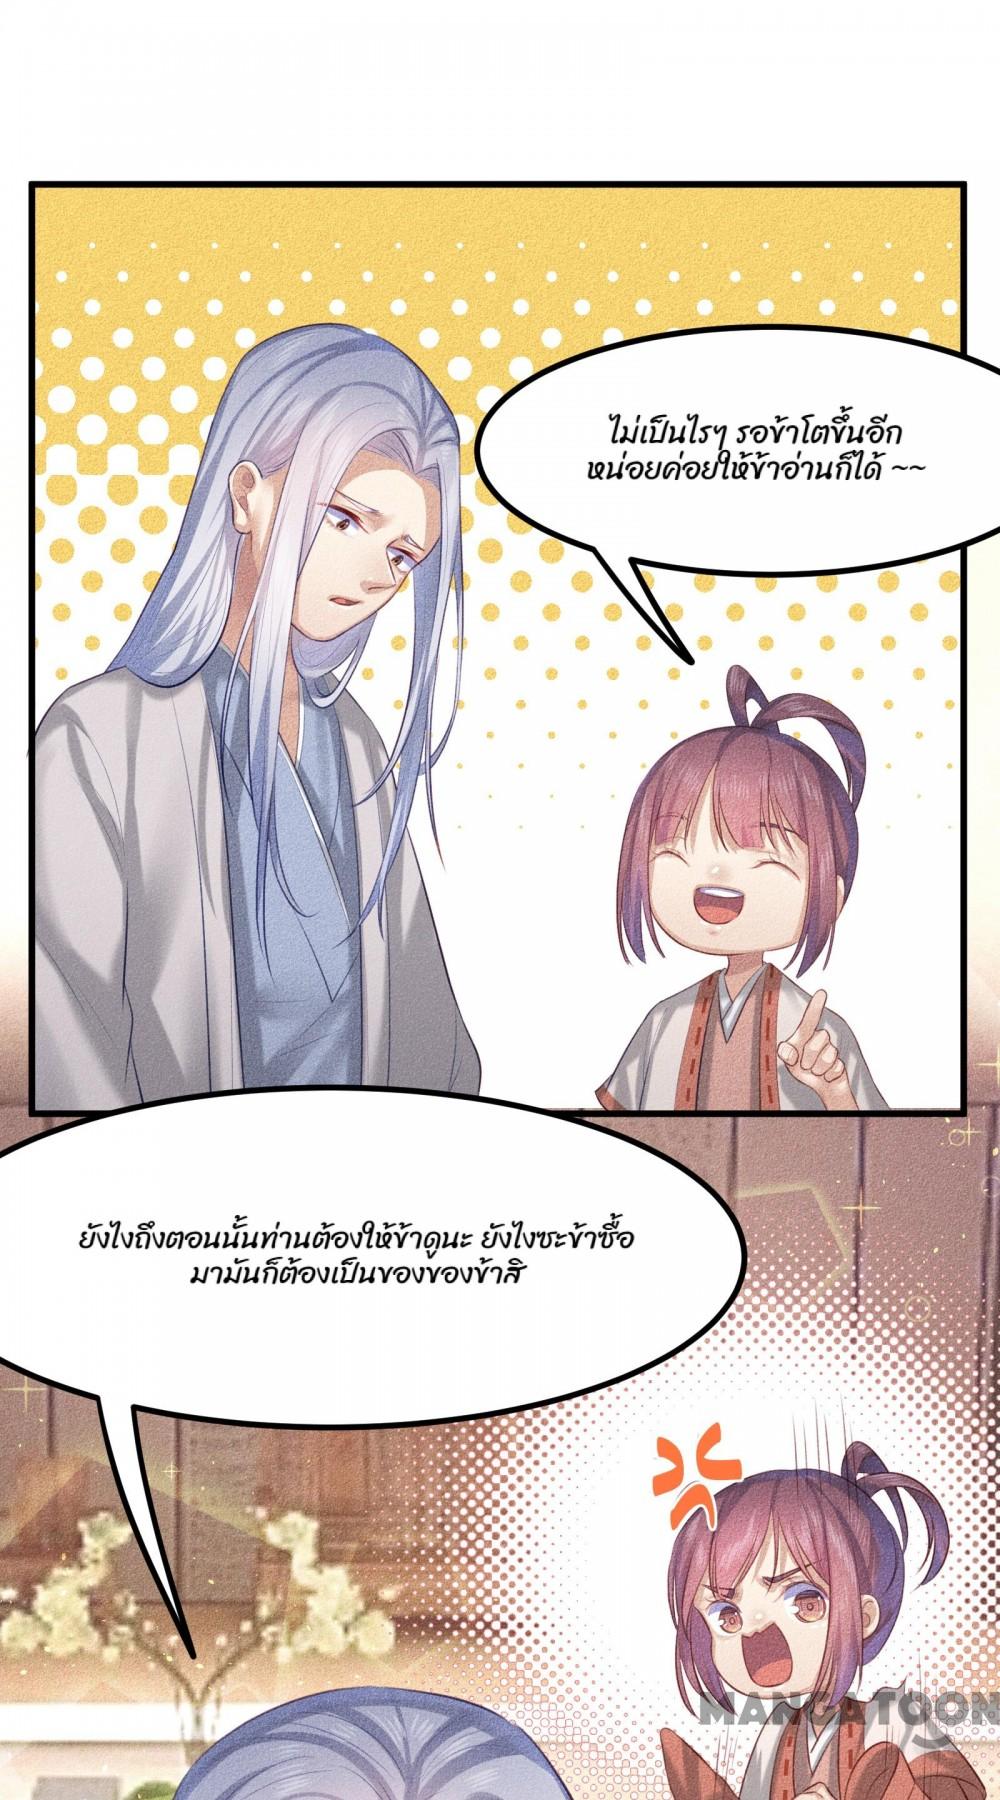 ไม่เป็นไรๆ รอข้าโตขึ้นอีก
หน่อยค่อยให้ข้าอ่านก็ได้ ~~
ยังไงถึงตอนนั้นท่านต้องให้ข้าดูนะ ยังไงซะข้าซื้อ
มามันก็ต้องเป็นของของข้าสิ
MANGATOON